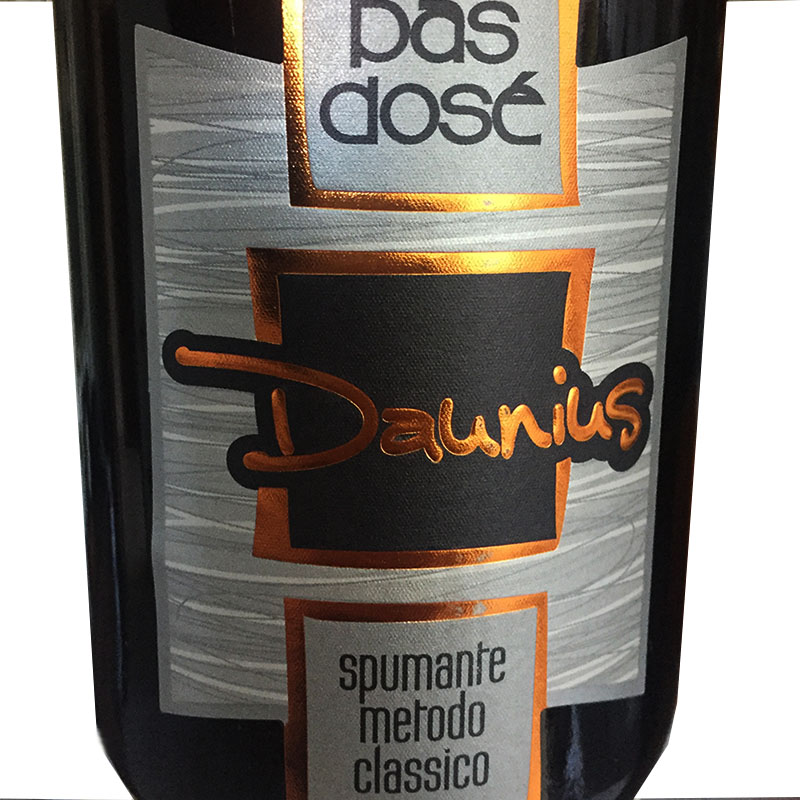 pas
dosé
Daunius
spumante
metodo
classico